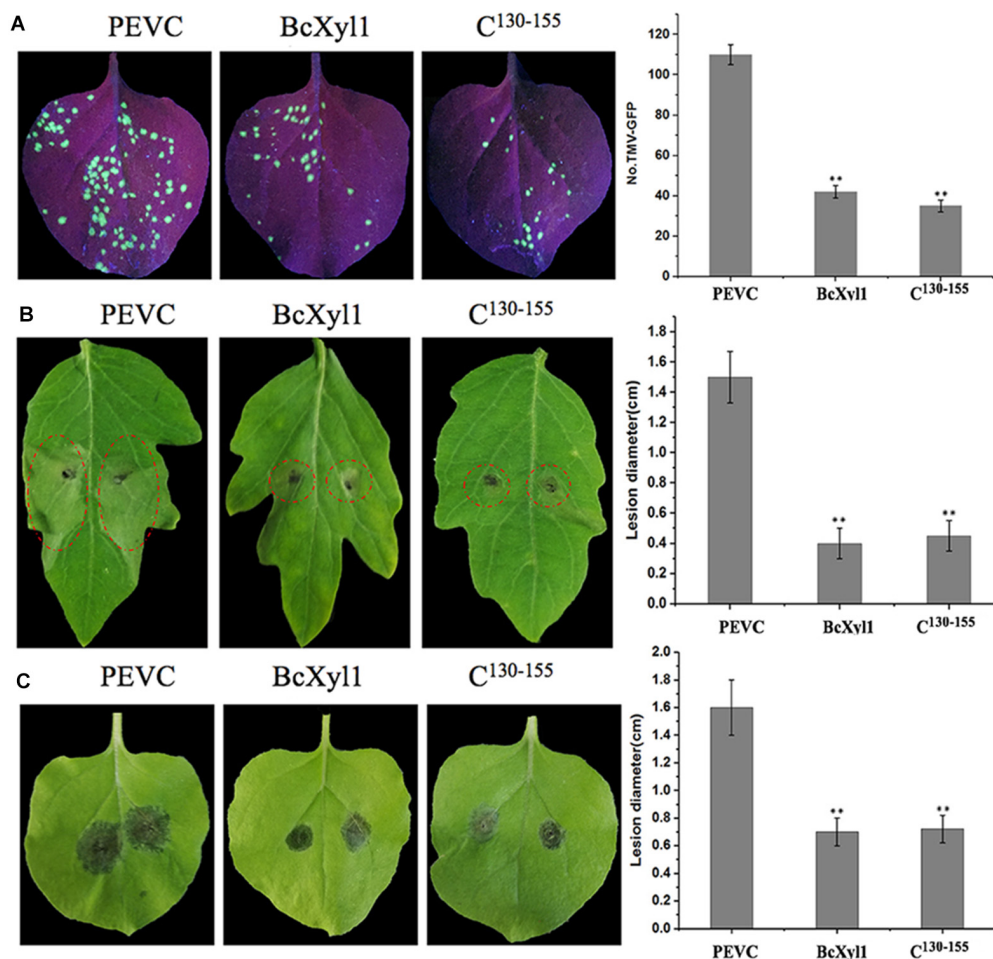 A
PEVC
BcXyl1
C130-155
No.TMV-GFP
120
100
80
60
40
20
0
**
**
PEVC
BcXyl1
C130-155
B
PEVC
BcXyl1
C130-155
Lesion diameter(cm)
1.8
1.6
1.4
1.2
1.0
0.8
0.6
0.4
0.2
0.0
**
**
PEVC
BcXyl1
C130-155
C
PEVC
BcXyl1
C130-155
Lesion diameter(cm)
2.0
1.8
1.6
1.4
1.2
1.0
0.8
0.6
0.4
0.2
0.0
**
**
PEVC
BcXyl1
C130-155